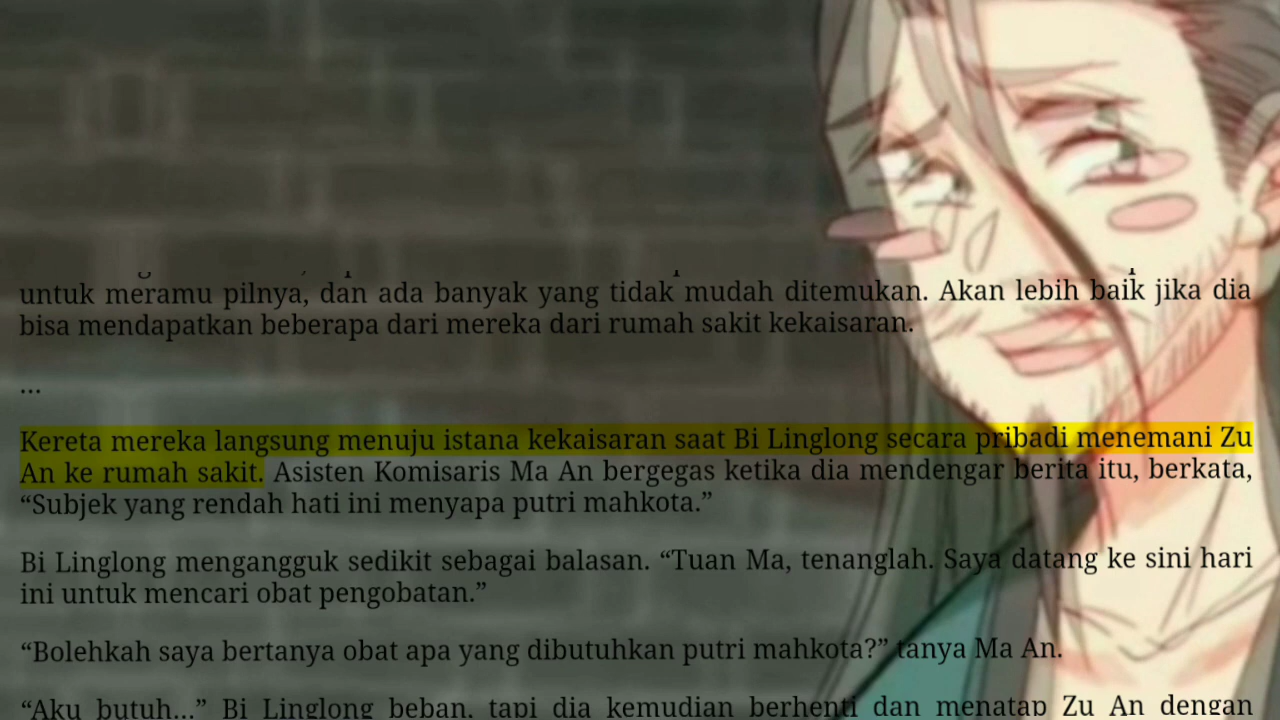 untuk meramu pilnya, dan ada banyak yang tidak mudah ditemukan. Akan lebih baik jika dia
bisa mendapatkan beberapa dari mereka dari rumah sakit kekaisaran.
...
Kereta mereka langsung menuju istana kekaisaran saat Bi Linglong secara pribadi menemani Zu
An ke rumah sakit. Asisten Komisaris Ma An bergegas ketika dia mendengar berita itu, berkata,
“Subjek yang rendah hati ini menyapa putri mahkota.”
Bi Linglong mengangguk sedikit sebagai balasan. “Tuan Ma, tenanglah. Saya datang ke sini hari
ini untuk mencari obat pengobatan.”
“Bolehkah saya bertanya obat apa yang dibutuhkan putri mahkota?” tanya Ma An.
“Aku butuh...” Bi Linglong beban, tapi dia kemudian berhenti dan menatap Zu An dengan